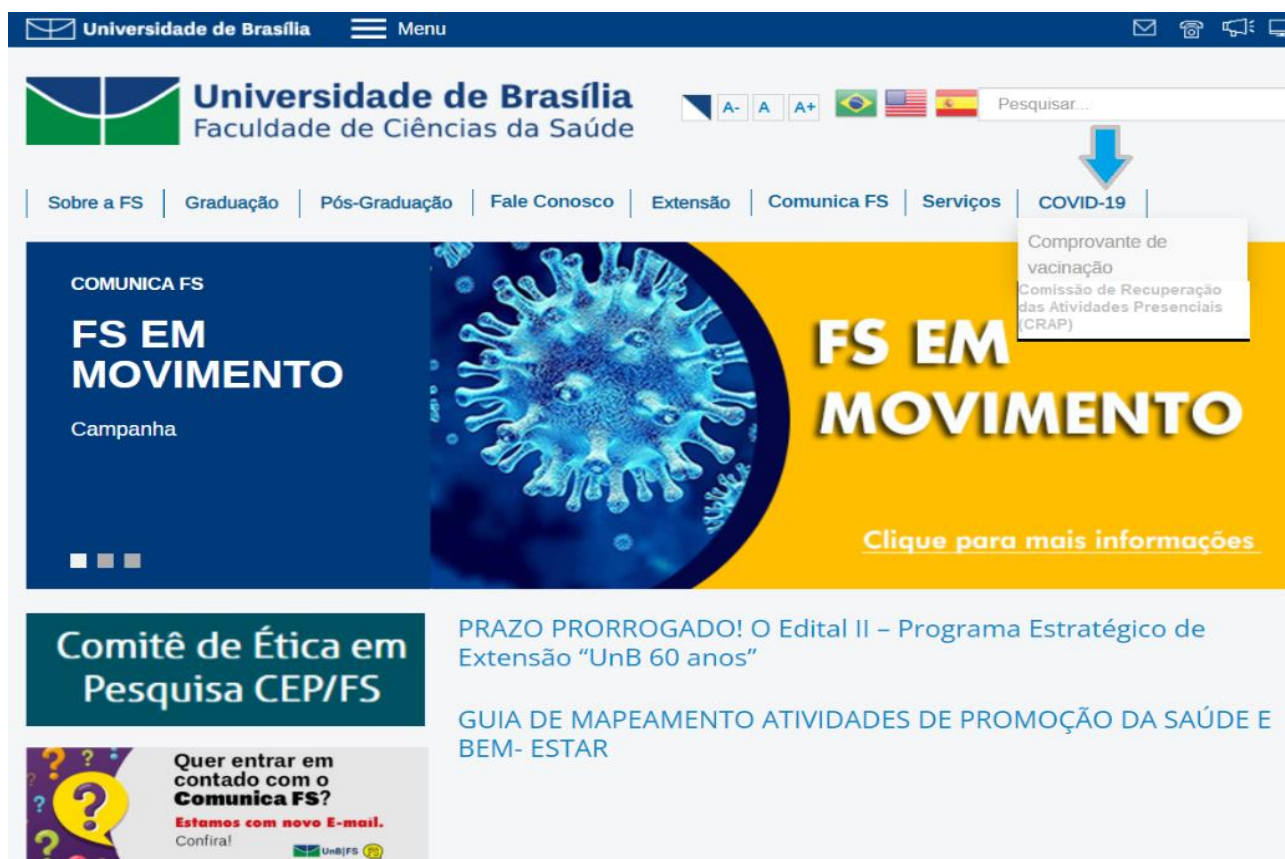 Universidade de Brasília
Menu
Universidade de Brasília
Faculdade de Ciências da Saúde
A-
A
A+
Pesquisar...
Sobre a FS
Graduação
Pós-Graduação
Fale Conosco
Extensão
Comunica FS
Serviços
COVID-19
Comprovante de
vacinação
Comissão de Recuperação
das Atividades Presenciais
(CRAP)
COMUNICA FS
FS EM
MOVIMENTO
Campanha
FS EM
MOVIMENTO
Clique para mais informações
Comitê de Ética em
Pesquisa CEP/FS
PRAZO PRORROGADO! O Edital II – Programa Estratégico de
Extensão “UnB 60 anos”
GUIA DE MAPEAMENTO ATIVIDADES DE PROMOÇÃO DA SAÚDE E
BEM- ESTAR
Quer entrar em
contado com o
Comunica FS?
Estamos com novo E-mail.
Confira!
UnB|FS